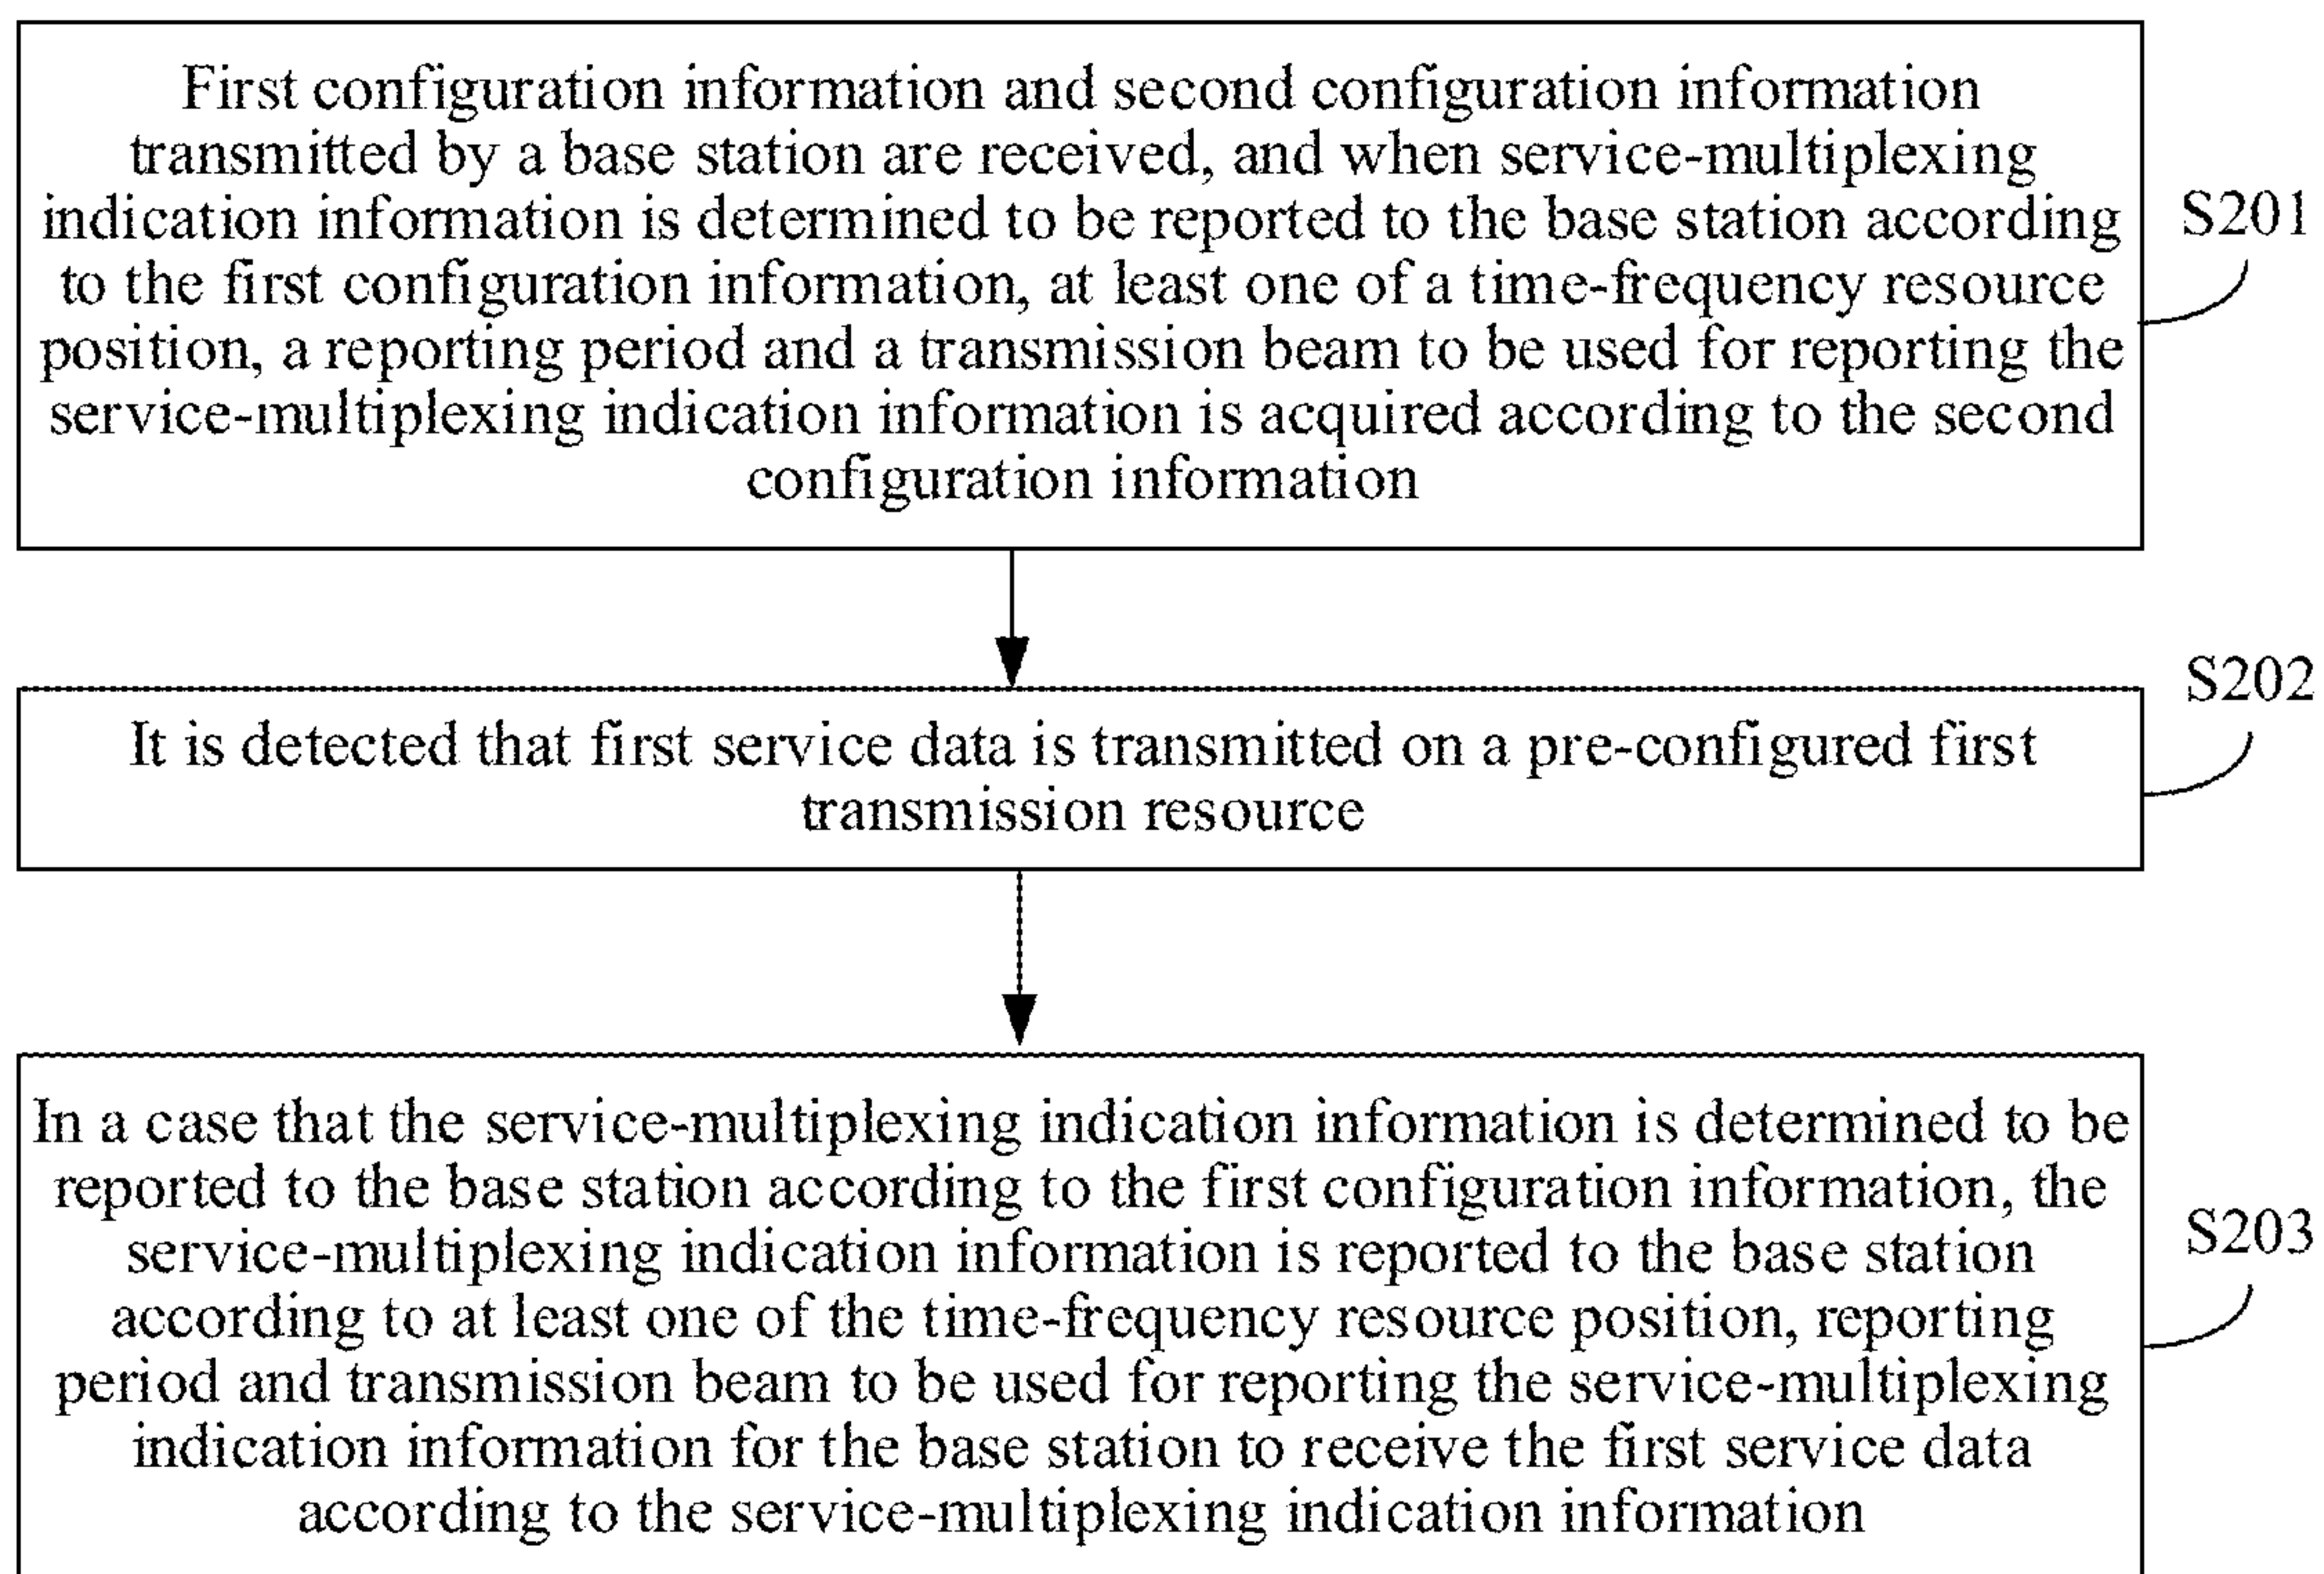 First configuration information and second configuration information
transmitted by a base station are received, and when service-multiplexing
indication information is determined to be reported to the base station according
to the first configuration information, at least one of a time-frequency resource
position, a reporting period and a transmission beam to be used for reporting the
service-multiplexing indication information is acquired according to the second
configuration information
S201
It is detected that first service data is transmitted on a pre-configured first
transmission resource
S202
In a case that the service-multiplexing indication information is determined to be
reported to the base station according to the first configuration information, the
service-multiplexing indication information is reported to the base station
according to at least one of the time-frequency resource position, reporting
period and transmission beam to be used for reporting the service-multiplexing
indication information for the base station to receive the first service data
according to the service-multiplexing indication information
S203